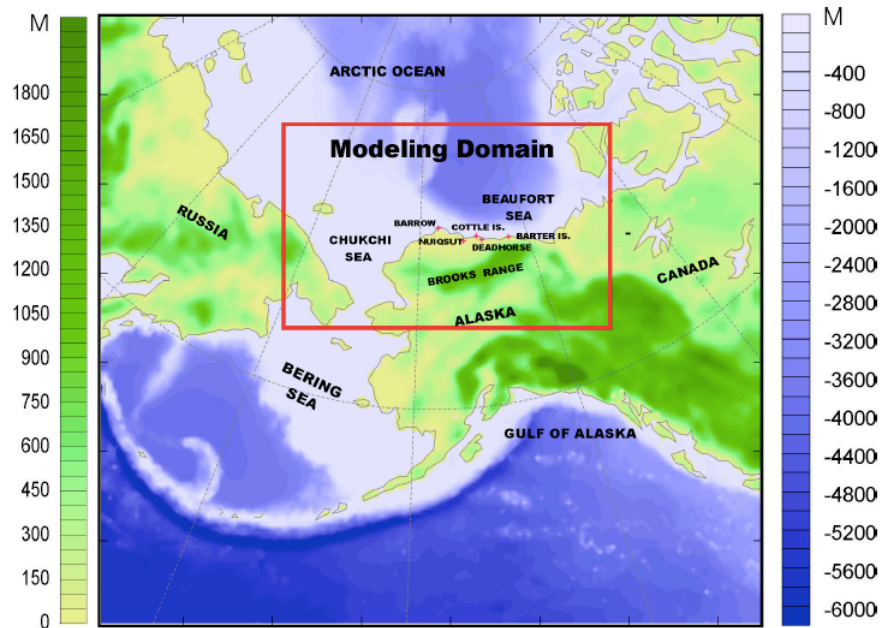 M
1800
1650
1500
1350
1200
1050
900
750
600
450
300
150
0
ARCTIC OCEAN
Modeling Domain
BEAUFORT
SEA
BARROW
COTTLE IS.
NUIQSUT
DEADHORSE
BARTER IS.
CHUKCHI
SEA
RUSSIA
BROOKS RANGE
CANADA
ALASKA
BERING
SEA
GULF OF ALASKA
M
-400
-800
-1200
-1600
-2000
-2400
-2800
-3200
-3600
-4000
-4400
-4800
-5200
-5600
-6000